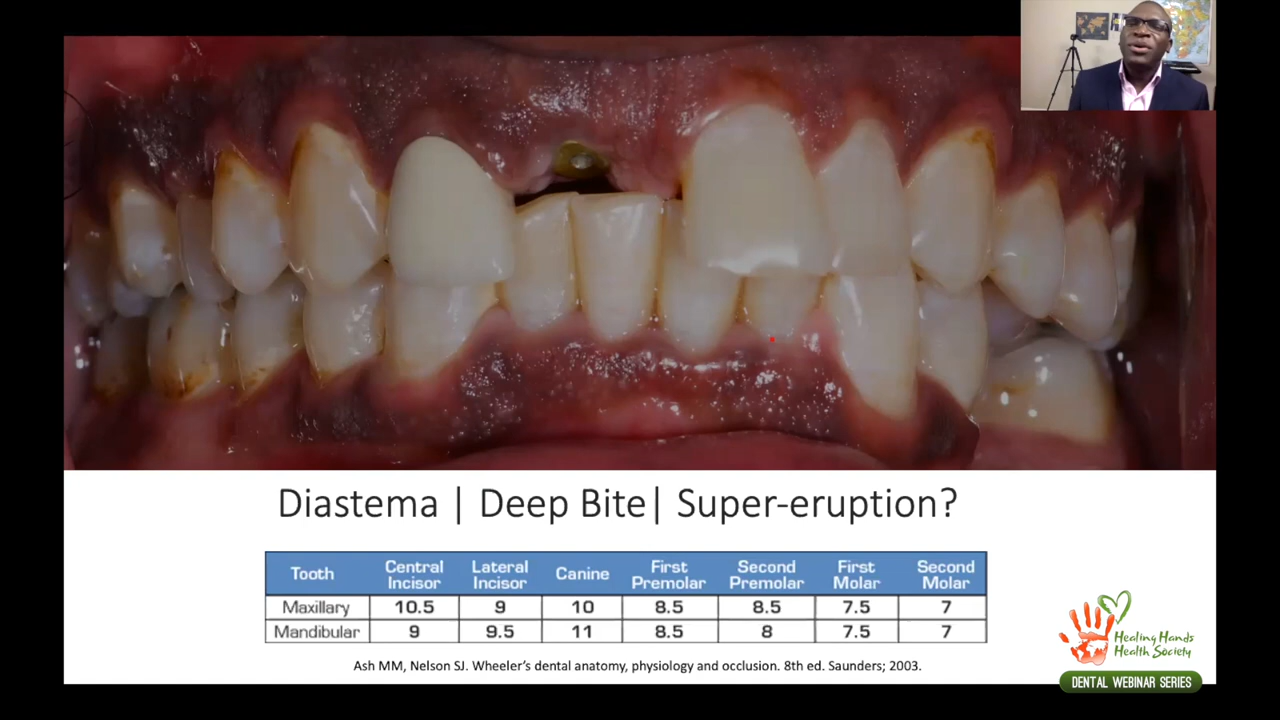 Diastema | Deep Bite| Super-eruption?
Tooth Central Incisor Lateral Incisor Canine First Premolar Second Premolar First Molar Second Molar
Maxillary 10.5 9 10 8.5 8.5 7.5 7
Mandibular 9 9.5 11 8.5 8 7.5 7
Ash MM, Nelson SJ. Wheeler's dental anatomy, physiology and occlusion. 8th ed. Saunders; 2003.
Healing Hands
Health Society
DENTAL WEBINAR SERIES